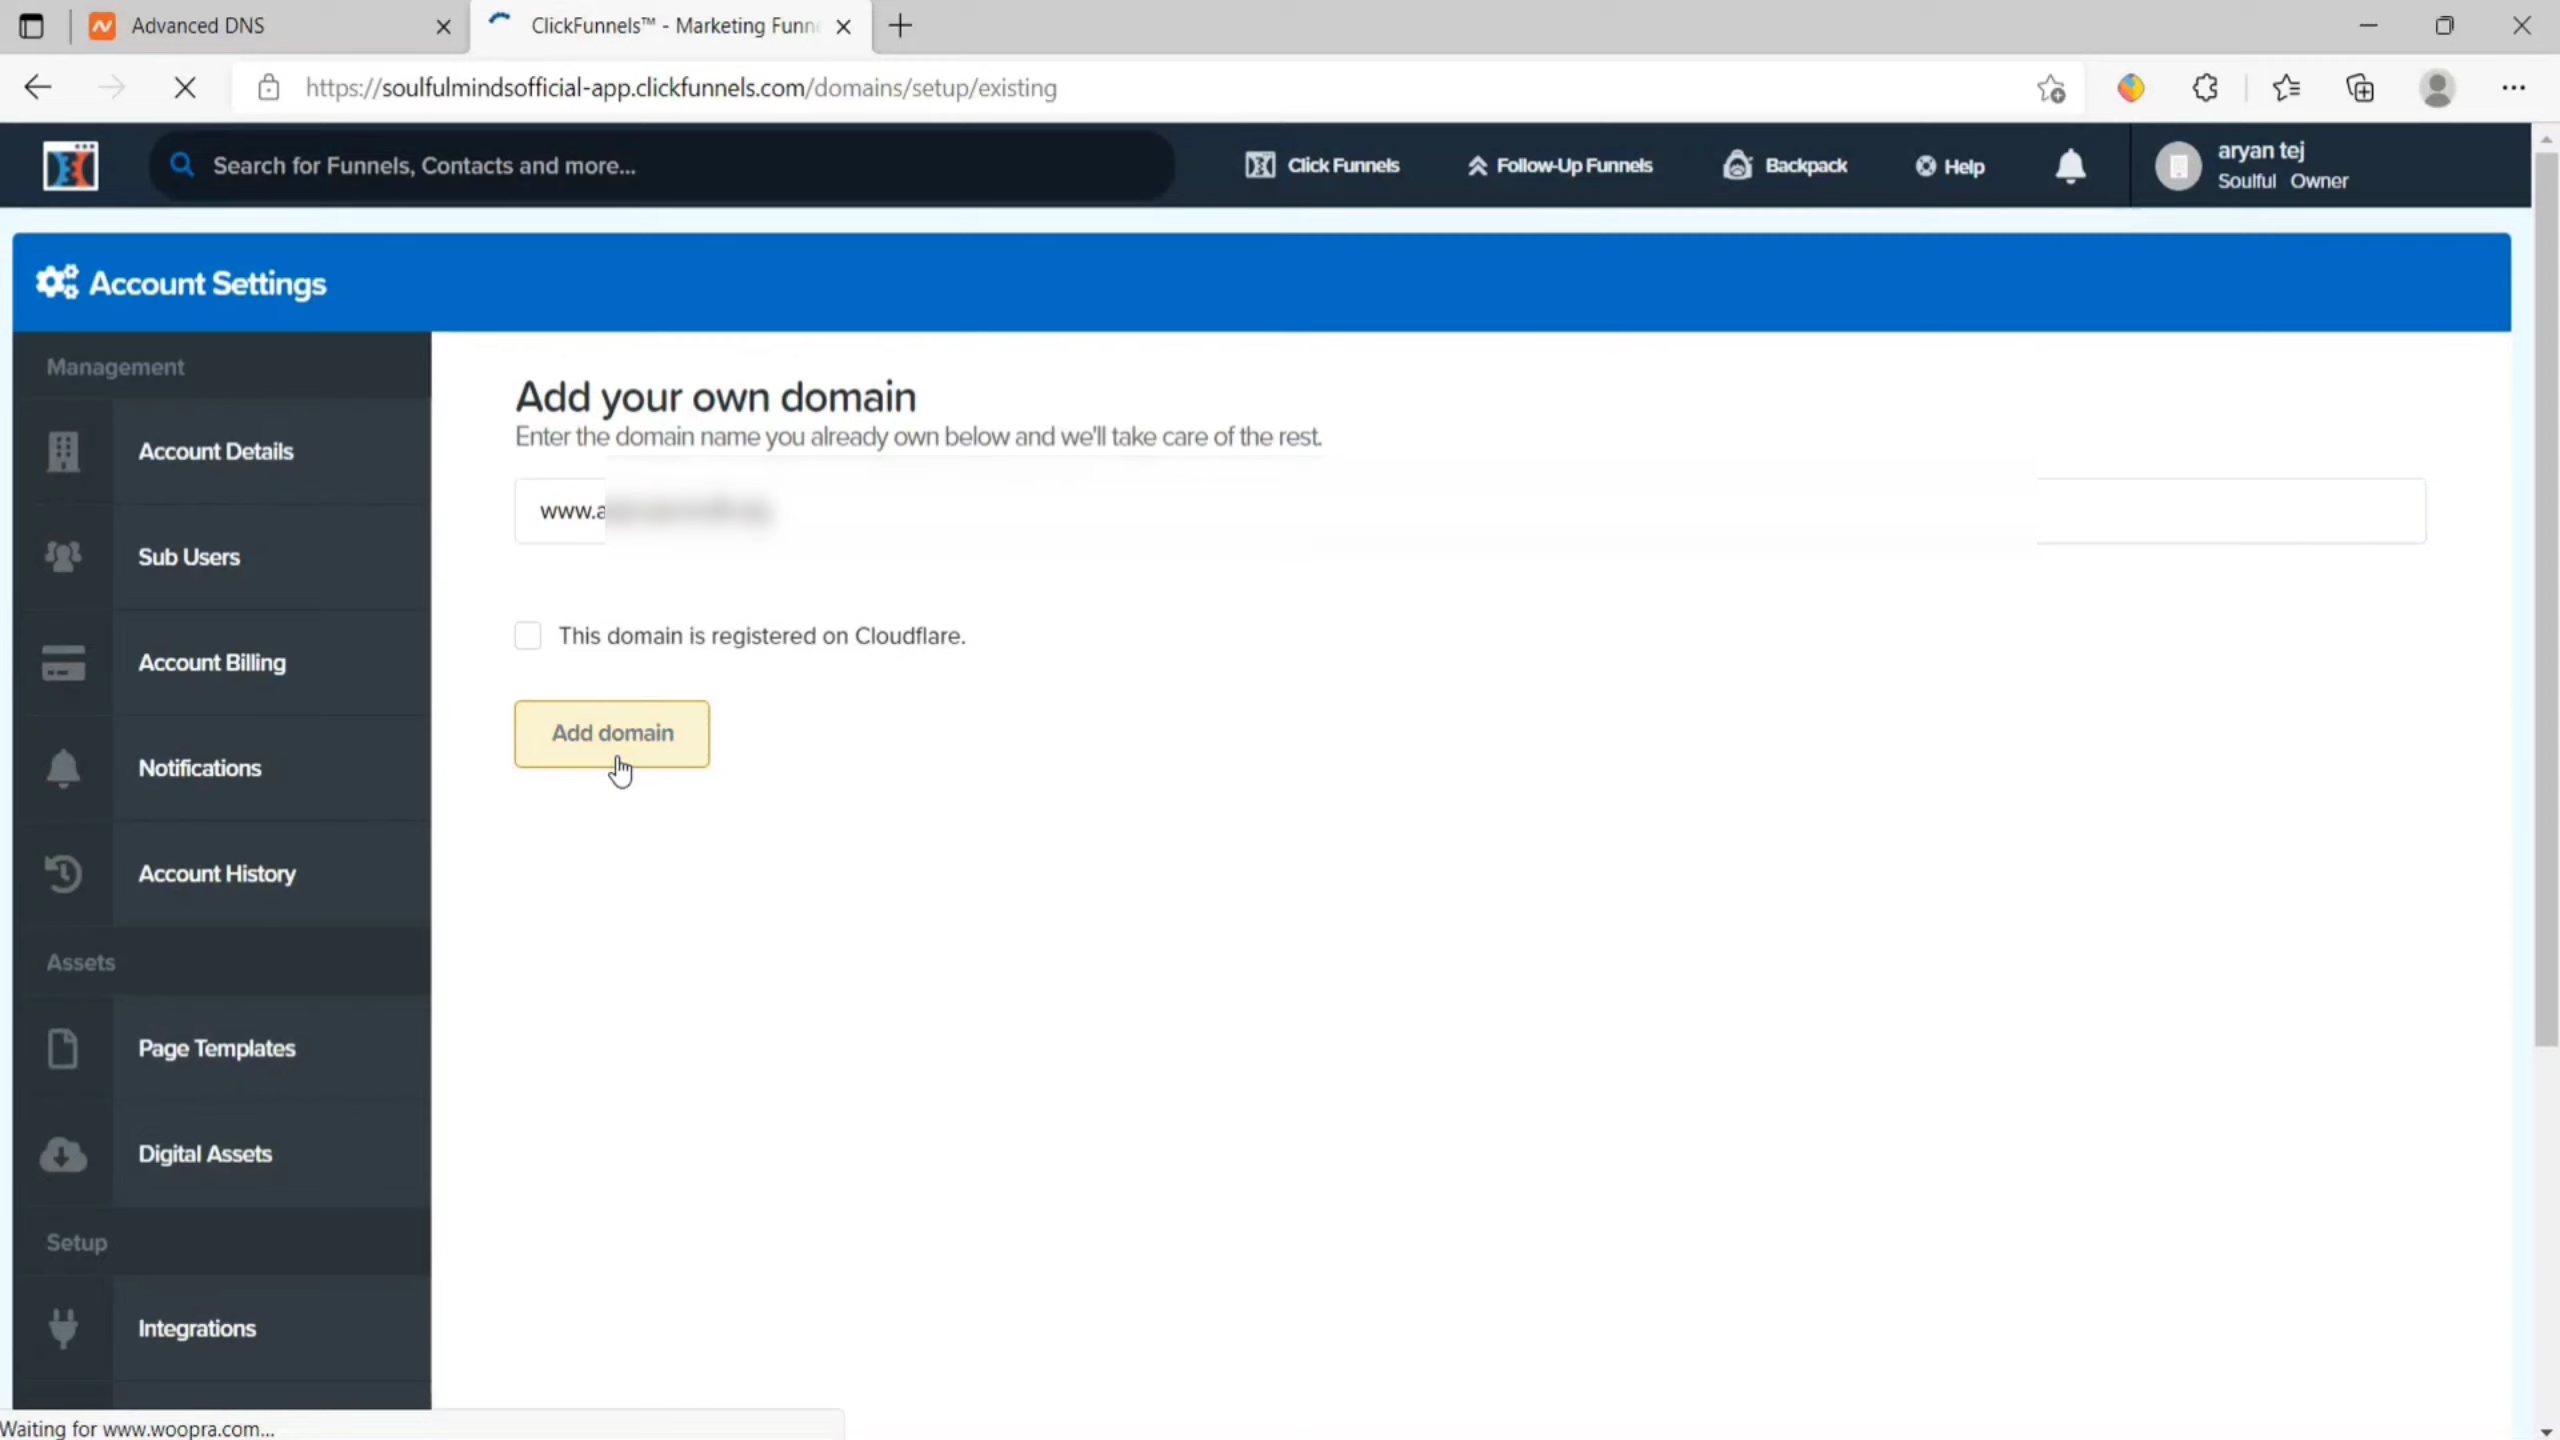 Advanced DNS
ClickFunnels™ - Marketing Funn
https://soulfulmindsofficial-app.clickfunnels.com/domains/setup/existing
Search for Funnels, Contacts and more...
Click Funnels
Follow-Up Funnels
Backpack
Help
aryan tej
Soulful Owner
Account Settings
Management
Account Details
Sub Users
Account Billing
Notifications
Account History
Assets
Page Templates
Digital Assets
Setup
Integrations
Add your own domain
Enter the domain name you already own below and we'll take care of the rest.
www.a
This domain is registered on Cloudflare.
Add domain
Waiting for www.woopra.com...